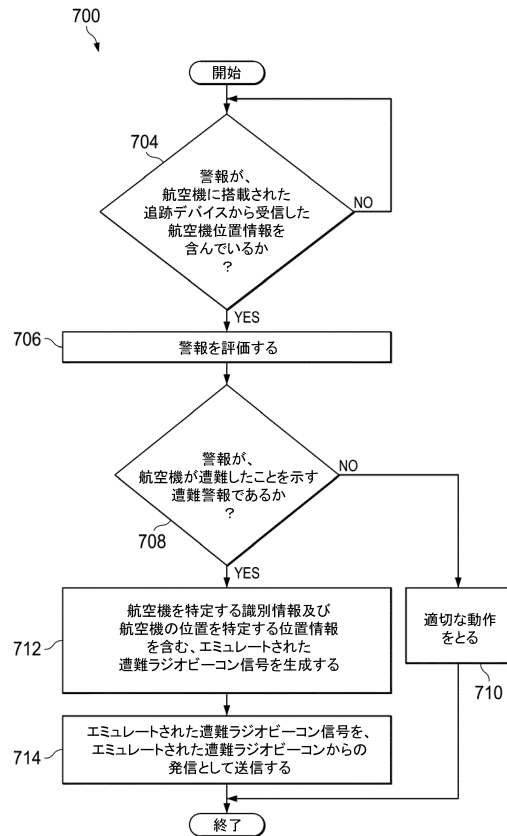 700
開始
704
警報が、
航空機に搭載された
追跡デバイスから受信した
航空機位置情報を
含んでいるか
?
NO
YES
706
警報を評価する
警報が、
航空機が遭難したことを示す
遭難警報であるか
?
NO
708
YES
712
航空機を特定する識別情報及び
航空機の位置を特定する位置情報
を含む、エミュレートされた
遭難ラジオビーコン信号を生成する
適切な動作
をとる
710
714
エミュレートされた遭難ラジオビーコン信号を、
エミュレートされた遭難ラジオビーコンからの
発信として送信する
終了